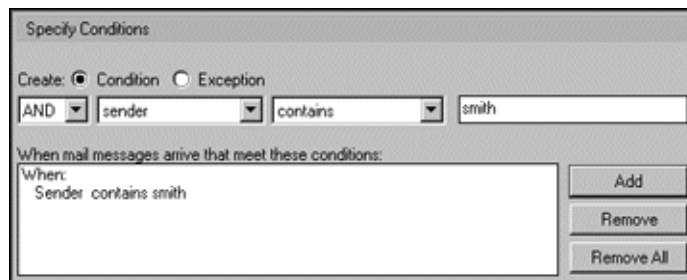 Specify Conditions
Create: Condition Exception
AND sender contains smith
When mail messages arrive that meet these conditions:
When:
Sender contains smith
Add
Remove
Remove All